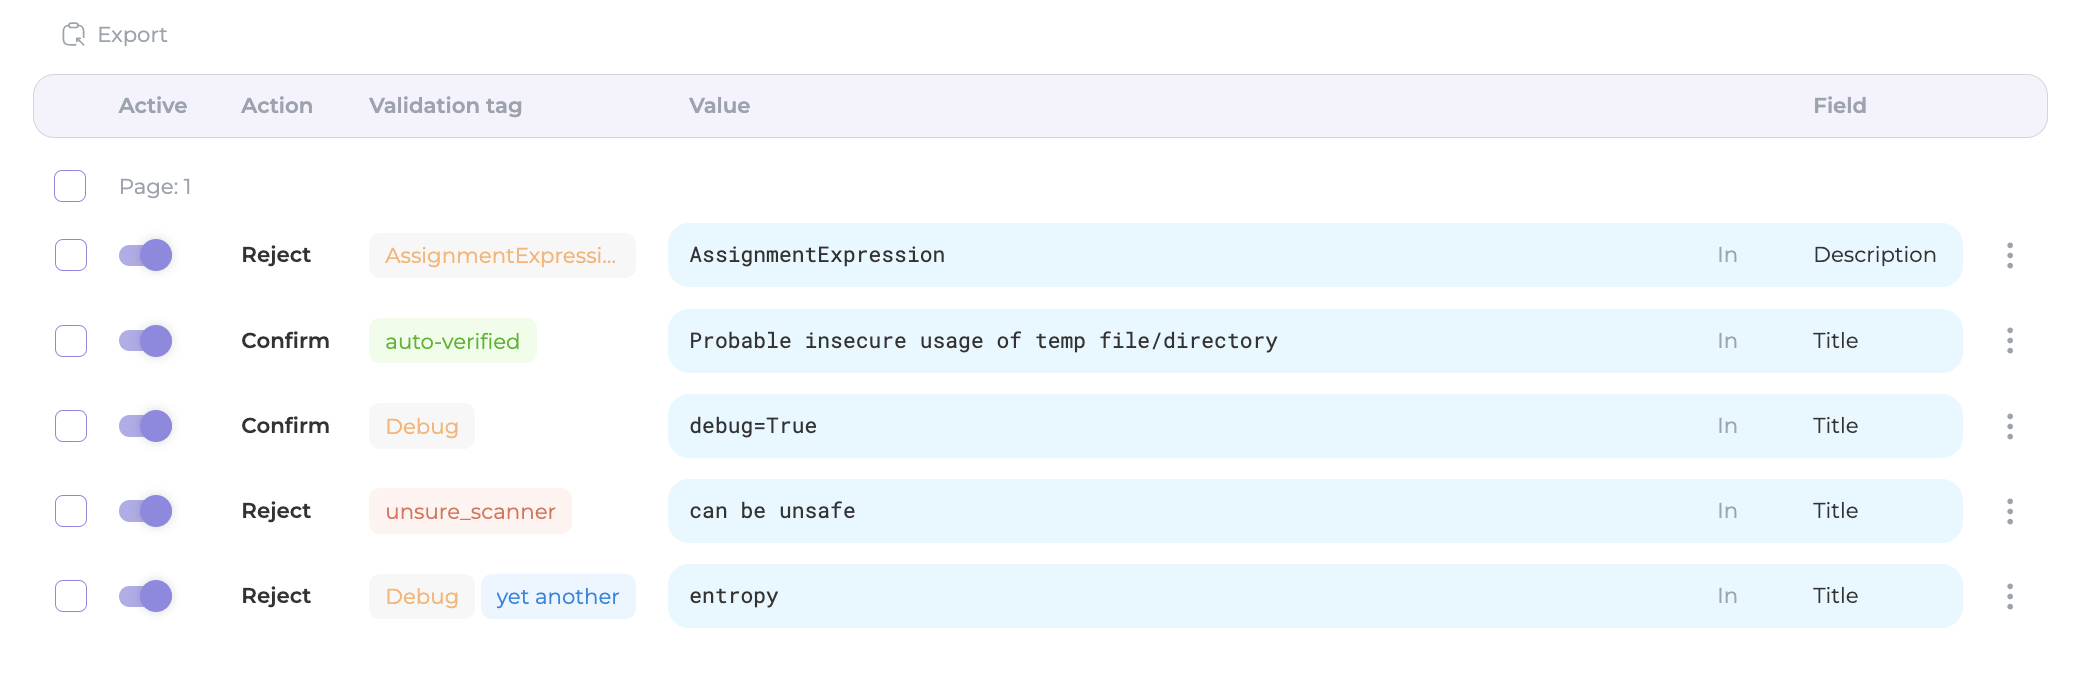 Export
Active Action Validation tag Value Field
Page: 1
Reject AssignmentExpressi... AssignmentExpression In Description
Confirm auto-verified Probable insecure usage of temp file/directory In Title
Confirm Debug debug=True In Title
Reject unsure_scanner can be unsafe In Title
Reject Debug yet another entropy In Title